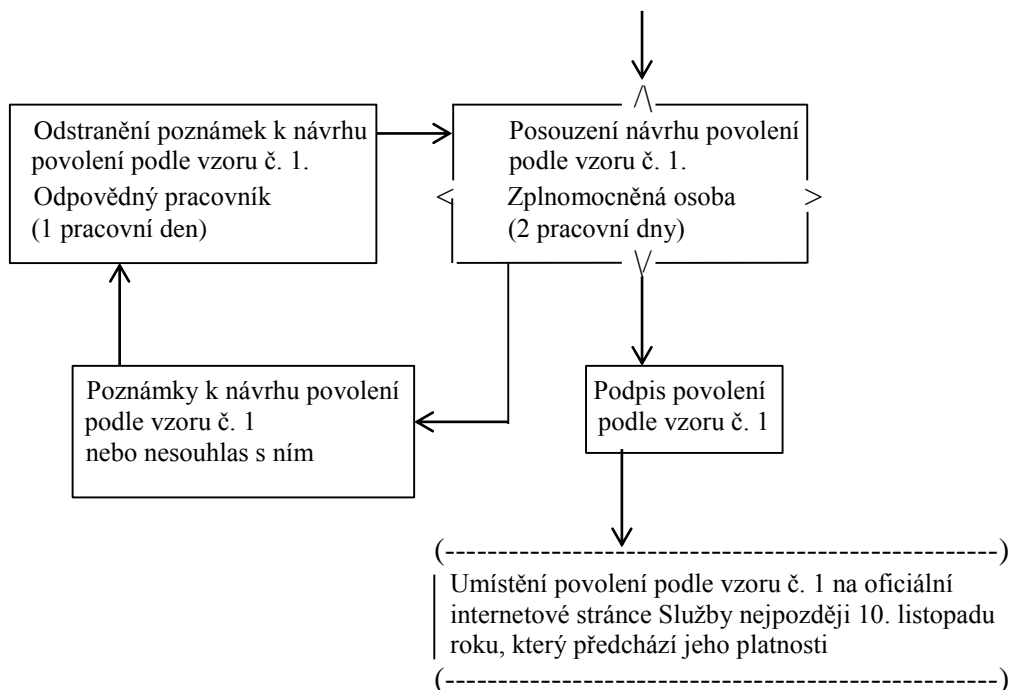 Odstranění poznámek k návrhu
povolení podle vzoru č. 1.
Odpovědný pracovník
(1 pracovní den)
Posouzení návrhu povolení
podle vzoru č. 1.
Zplnomocněná osoba
(2 pracovní dny)
Poznámky k návrhu povolení
podle vzoru č. 1
nebo nesouhlas s ním
Podpis povolení
podle vzoru č. 1
Umístění povolení podle vzoru č. 1 na oficiální
internetové stránce Služby nejpozději 10. listopadu
roku, který předchází jeho platnosti